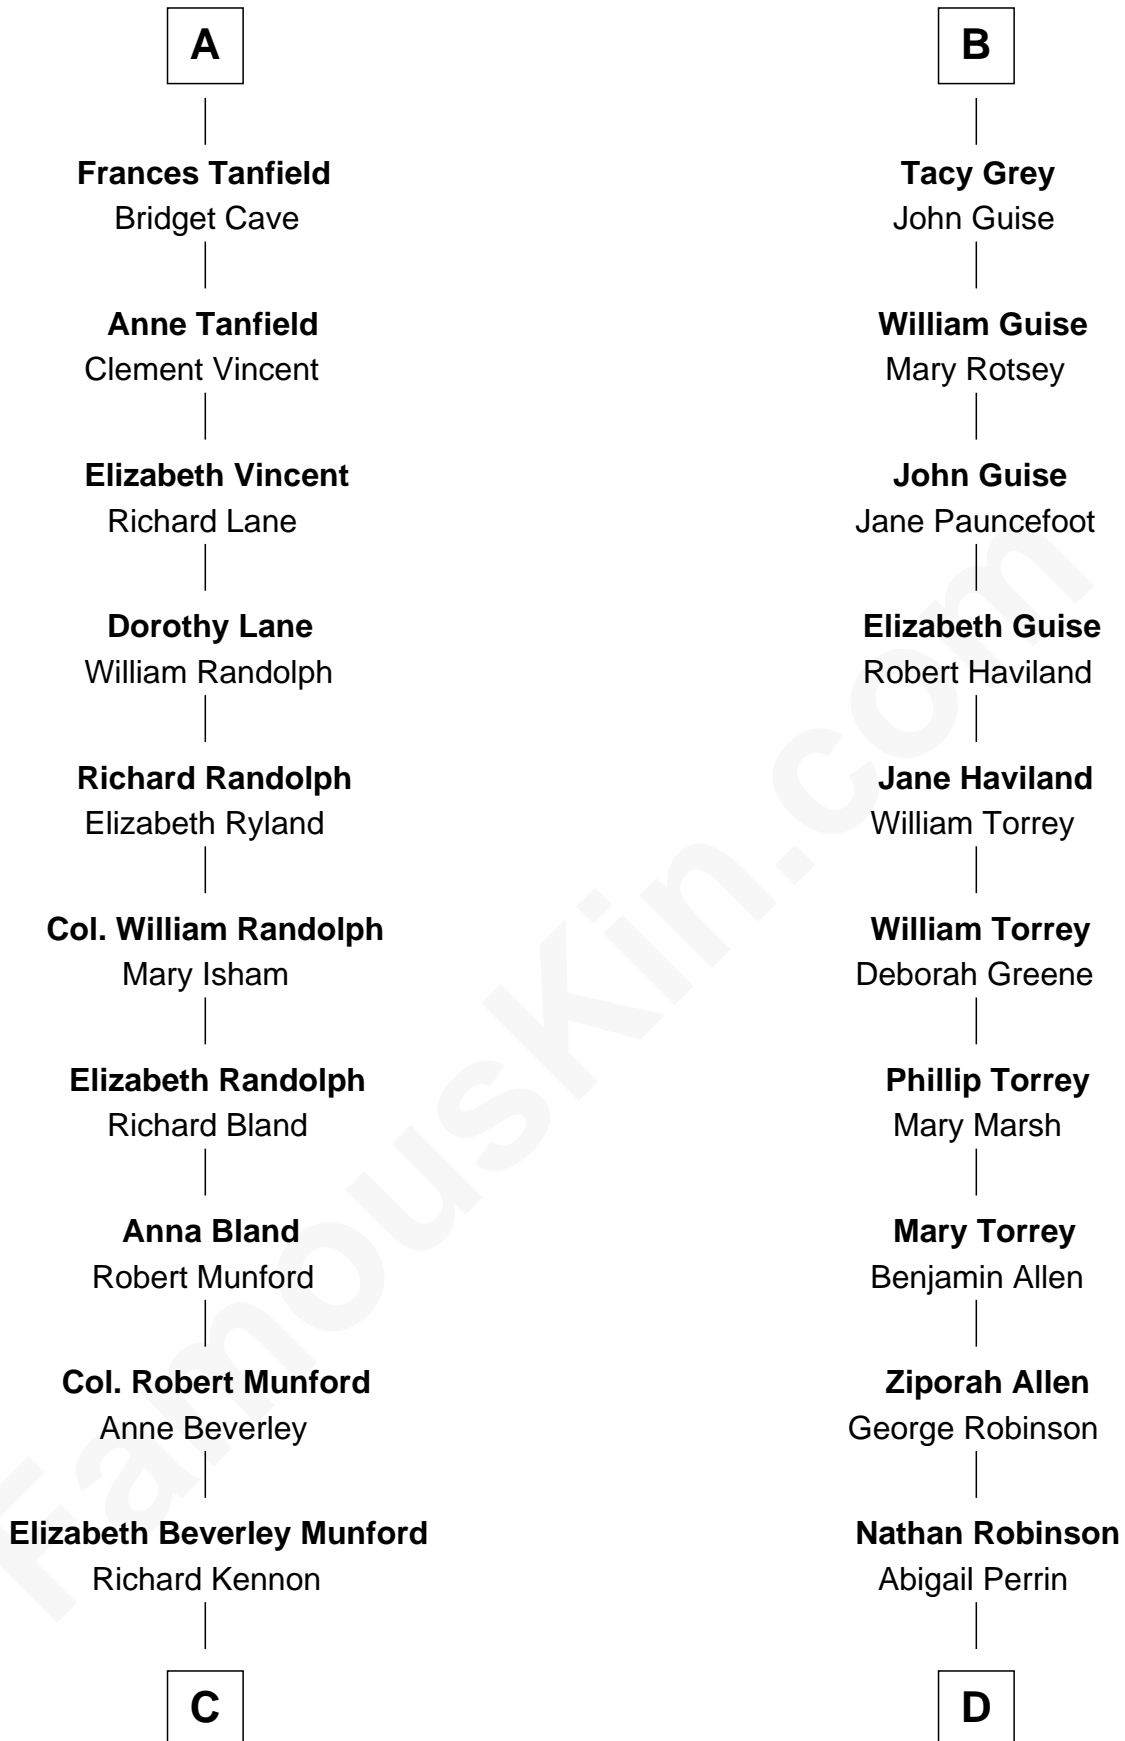 A
Frances Tanfield
Bridget Cave
Anne Tanfield
Clement Vincent
Elizabeth Vincent
Richard Lane
Dorothy Lane
William Randolph
Richard Randolph
Elizabeth Ryland
Col. William Randolph
Mary Isham
Elizabeth Randolph
Richard Bland
Anna Bland
Robert Munford
Col. Robert Munford
Anne Beverley
Elizabeth Beverley Munford
Richard Kennon
C
B
Tacy Grey
John Guise
William Guise
Mary Rotsey
John Guise
Jane Pauncefoot
Elizabeth Guise
Robert Haviland
Jane Haviland
William Torrey
William Torrey
Deborah Greene
Phillip Torrey
Mary Marsh
Mary Torrey
Benjamin Allen
Ziporah Allen
George Robinson
Nathan Robinson
Abigail Perrin
D
FamousKin.com